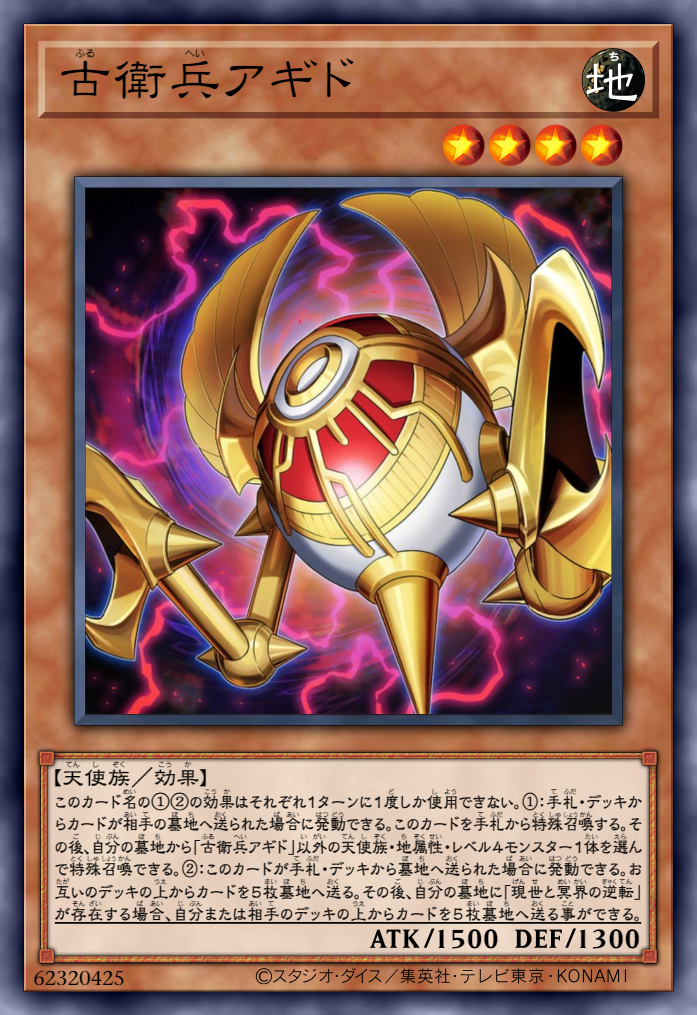 古衛兵アギド
地
【天使族／効果】
このカード名の①②の効果はそれぞれ1ターンに1度しか使用できない。①：手札・デッキか
らカードが相手の墓地へ送られた場合に発動できる。このカードを手札から特殊召喚する。そ
の後、自分の墓地から「古衛兵アギド」以外の天使族・地属性・レベル4モンスター1体を選ん
で特殊召喚できる。②：このカードが手札・デッキから墓地へ送られた場合に発動できる。お
互いのデッキの上からカードを5枚墓地へ送る。その後、自分の墓地に「現世と冥界の逆転」
が存在する場合、自分または相手のデッキの上からカードを5枚墓地へ送る事ができる。
ATK/1500 DEF/1300
62320425 ©スタジオ・ダイス／集英社・テレビ東京・KONAMI